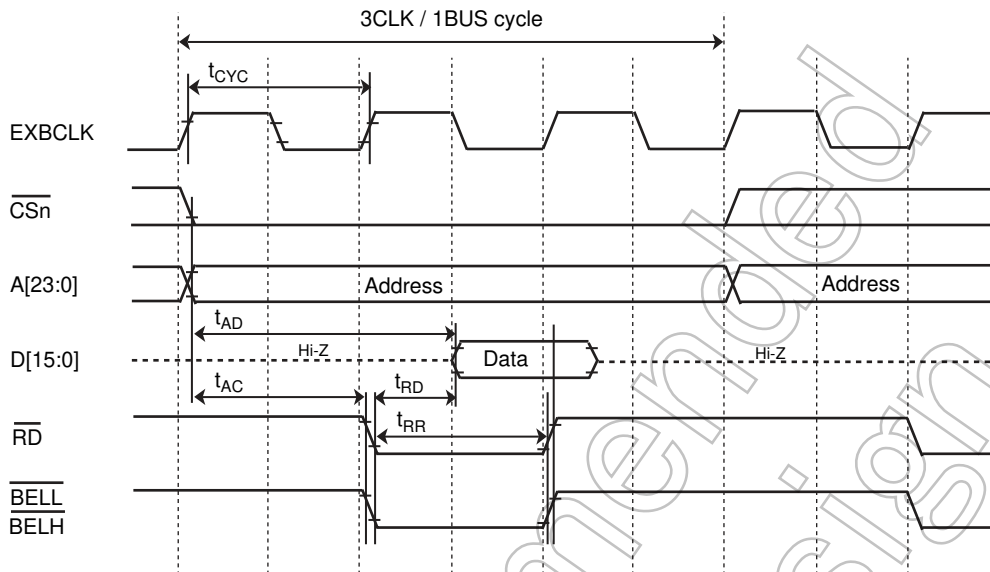 3CLK / 1BUS cycle
tCYC
EXBCLK
CSn
A[23:0]
Address
Address
tAD
D[15:0]
Hi-Z
Data
Hi-Z
tAC
tRD
tRR
RD
BELL
BELH